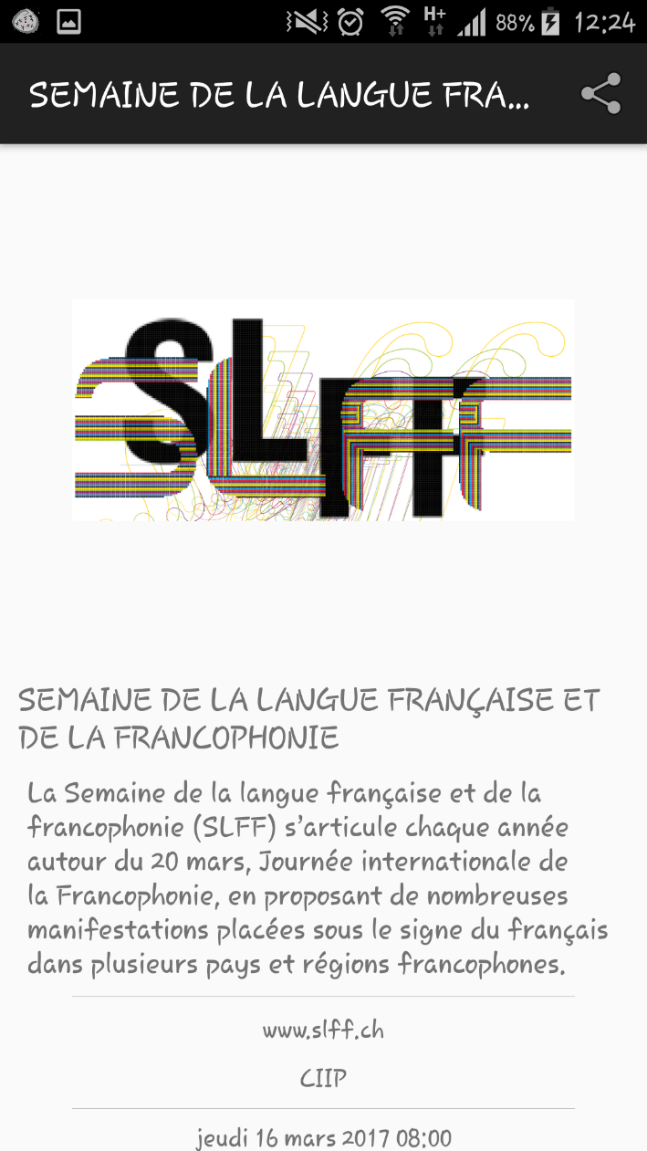 H+
88%
12:24
SEMAINE DE LA LANGUE FRA...
SLFF
SLFF
SEMAINE DE LA LANGUE FRANÇAISE ET
DE LA FRANCOPHONIE
La Semaine de la langue française et de la
francophonie (SLFF) s'articule chaque année
autour du 20 mars, Journée internationale de
la Francophonie, en proposant de nombreuses
manifestations placées sous le signe du français
dans plusieurs pays et régions francophones.
www.slff.ch
CIIP
jeudi 16 mars 2017 08:00